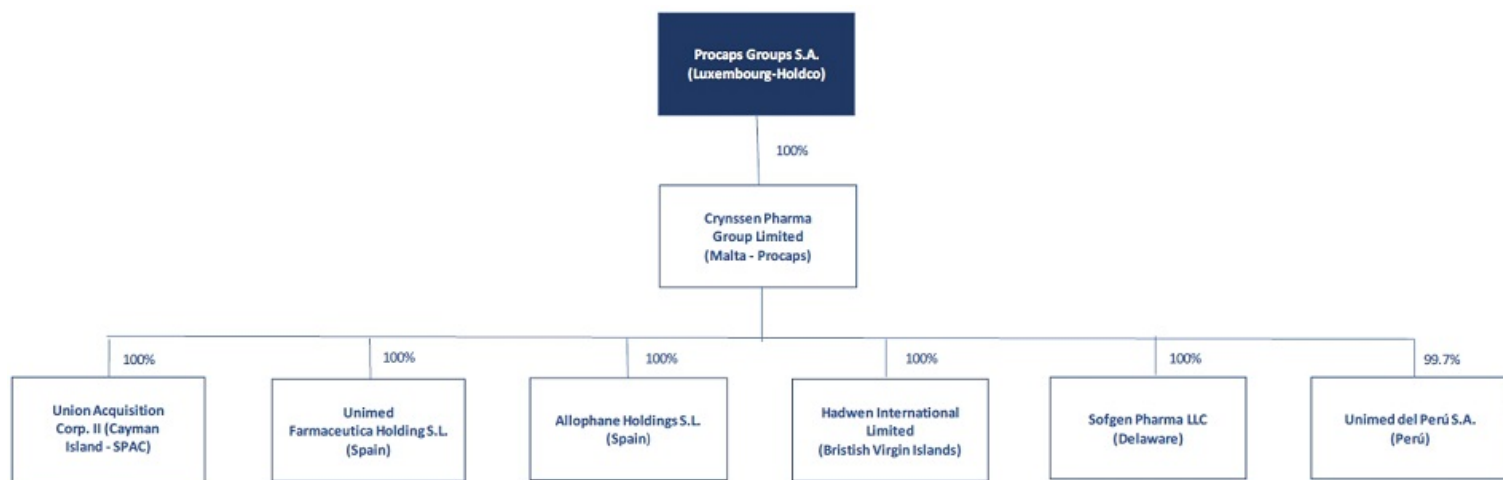 Procaps Groups S.A.
(Luxembourg-Holdco)
100%
Crynssen Pharma
Group Limited
(Malta - Procaps)
100%
100%
100%
100%
100%
99.7%
Union Acquisition
Corp. II (Cayman
Island - SPAC)
Unimed
Farmaceutica Holding S.L.
(Spain)
Allophane Holdings S.L.
(Spain)
Hadwen International
Limited
(Bristish Virgin Islands)
Sofgen Pharma LLC
(Delaware)
Unimed del Perú S.A.
(Perú)